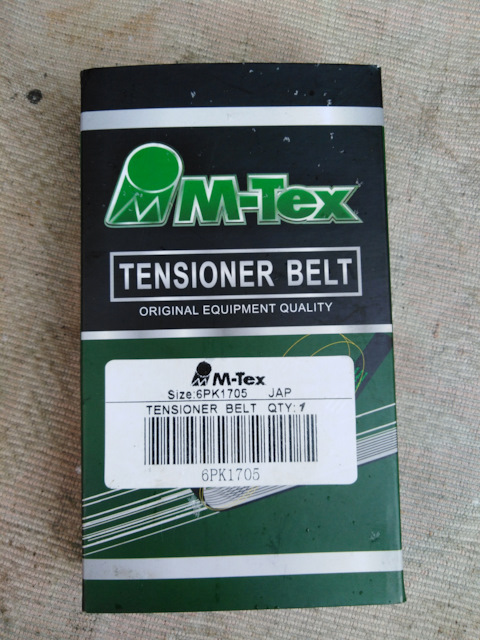 M-Tex
TENSIONER BELT
ORIGINAL EQUIPMENT QUALITY
M-Tex
Size:6PK1705 JAP
TENSIONER BELT QTY:1
6PK1705